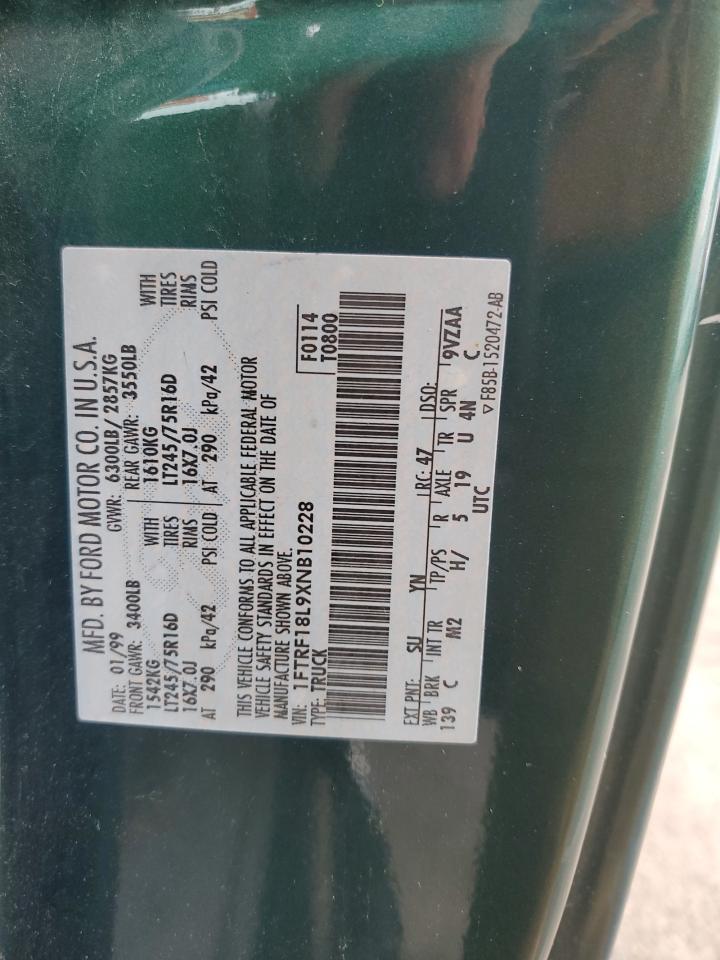 MFD. BY FORD MOTOR CO. IN U.S.A.
DATE: 01/99 GVWR: 6300LB/ 2857KG
FRONT GAWR: 3400LB REAR GAWR: 3550LB
1542KG WITH 1610KG WITH
LT245/75R16D TIRES LT245/75R16D TIRES
16X7.0J RIMS 16X7.0J RIMS
AT 290 kPa/42 PSI COLD AT 290 kPa/42 PSI COLD
THIS VEHICLE CONFORMS TO ALL APPLICABLE FEDERAL MOTOR
VEHICLE SAFETY STANDARDS IN EFFECT ON THE DATE OF
MANUFACTURE SHOWN ABOVE.
VIN: 1FTRF18L9XNB10228 F0114
TYPE: TRUCK T0800
EXT PNT: SU YN RC: 47 DSO:
WB BRK INT TR TP/PS R AXLE TR SPR 9VZAA
139 C M2 H/ 5 19 U 4N C
UTC
▽F85B-1520472-AB